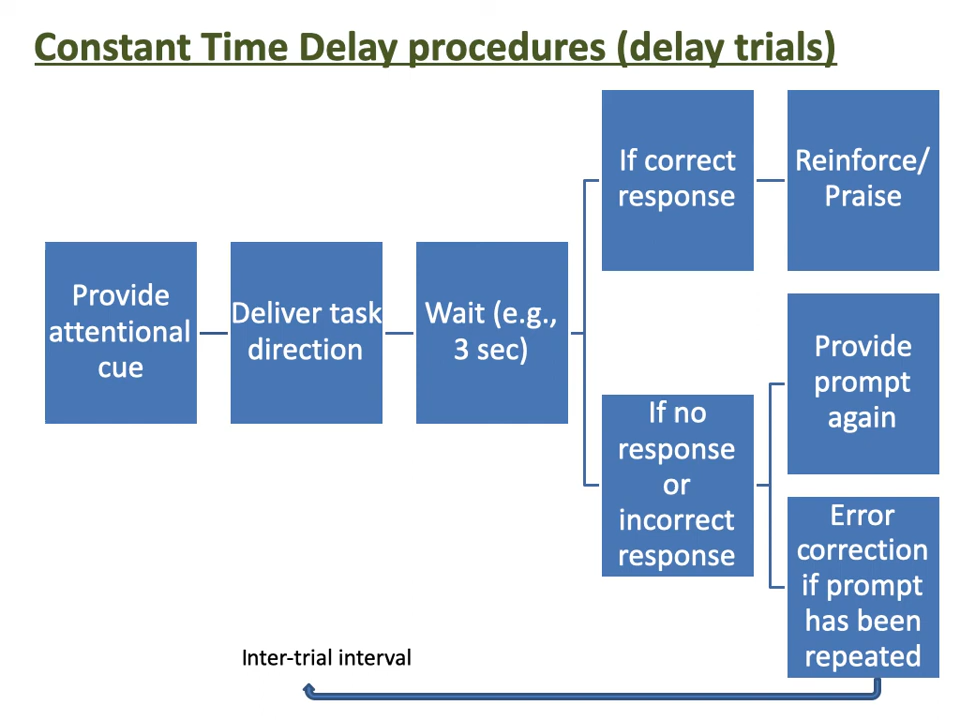 Constant Time Delay procedures (delay trials)
Provide
attentional
cue
Deliver task
direction
Wait (e.g.,
3 sec)
If correct
response
Reinforce/
Praise
If no
response
or
incorrect
response
Provide
prompt
again
Error
correction
if prompt
has been
repeated
Inter-trial interval